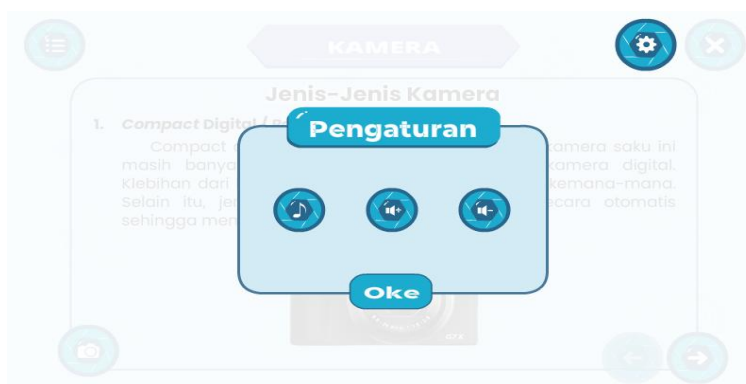 KAMERA
Jenis-Jenis Kamera
1. Compact Digital /
Pengaturan
Compact
kamera saku ini
masih banya
kamera digital.
Klebihan dari
kemana-mana.
Selain itu, jer
ecara otomatis
sehingga men
Oke